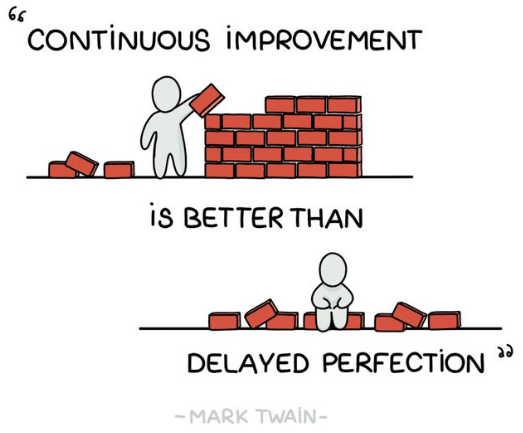 “CONTINUOUS IMPROVEMENT
IS BETTER THAN
DELAYED PERFECTION”
-MARK TWAIN-